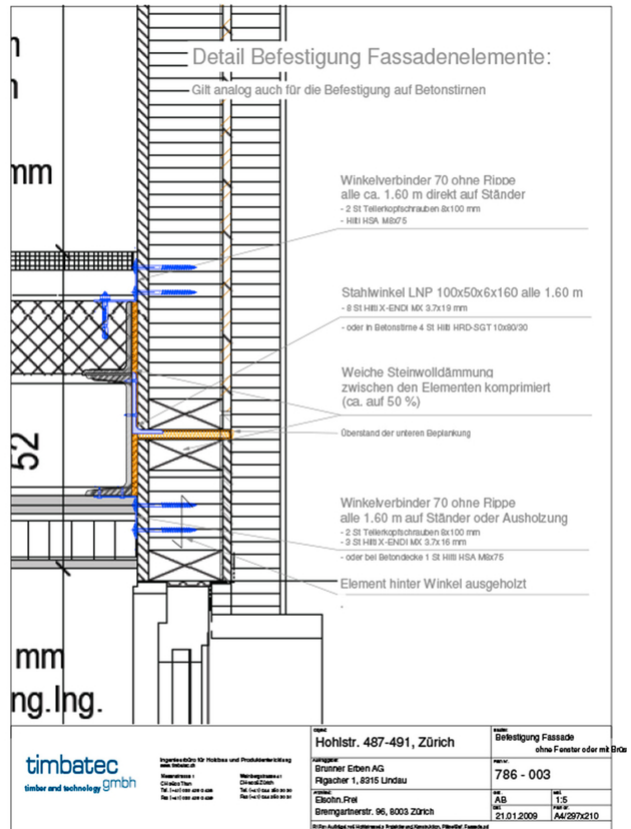 Detail Befestigung Fassadenelemente:
Gilt analog auch für die Befestigung auf Betonstirnen
mm
Winkelverbinder 70 ohne Rippe
alle ca. 1.60 m direkt auf Ständer
- 2 St Tellerkopfschrauben 8x100 mm
- Hilti HSA M8x75
Stahlwinkel LNP 100x50x6x160 alle 1.60 m
- 8 St Hilti X-ENDI MX 3.7x19 mm
- oder in Betonstirne 4 St Hilti HRD-SGT 10x80/30
Weiche Steinwolldämmung
zwischen den Elementen komprimiert
(ca. auf 50 %)
Überstand der unteren Beplankung
52
Winkelverbinder 70 ohne Rippe
alle 1.60 m auf Ständer oder Ausholzung
- 2 St Tellerkopfschrauben 8x100 mm
- 3 St Hilti X-ENDI MX 3.7x16 mm
- oder bei Betondecke 1 St Hilti HSA M8x75
Element hinter Winkel ausgeholzt
-
mm
ng.Ing.
timbatec
timber and technology gmbh
Ingenieurbüro für Holzbau und Produkteentwicklung
www.timbatec.ch
Hohlstr. 487-491, Zürich
Brunner Erben AG
Rigacher 1, 8315 Lindau
Elsohn.Frei
Bremgartnerstr. 96, 8003 Zürich
Befestigung Fassade
ohne Fenster oder mit Brüs
786 - 003
AB
1:5
21.01.2009
A4/297x210